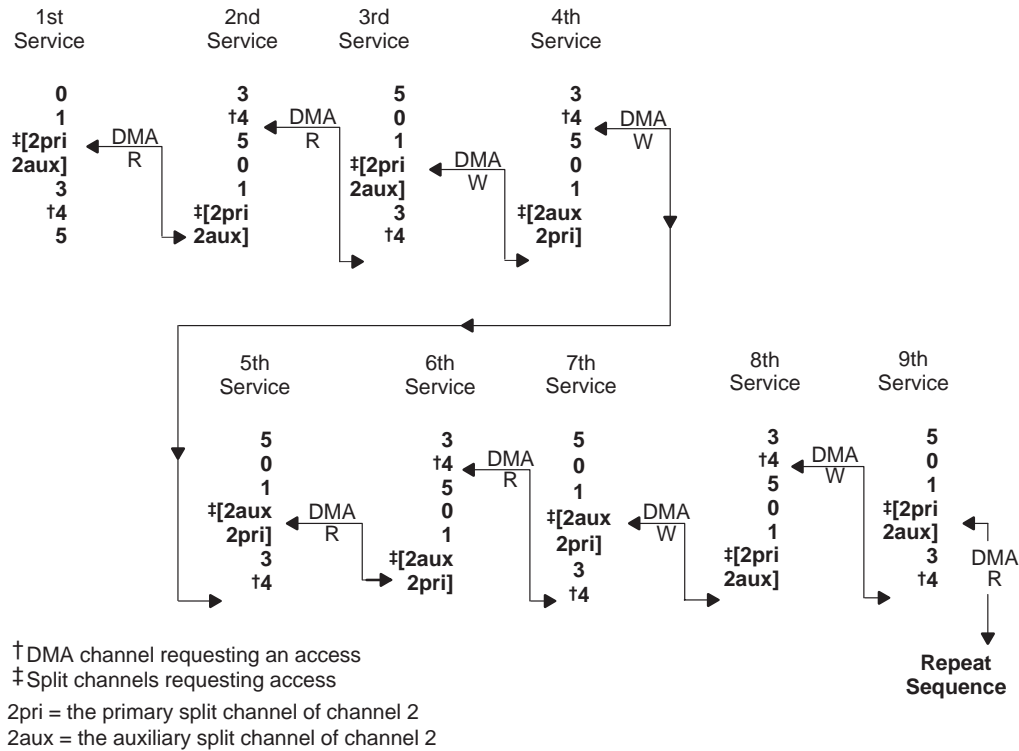 1st
Service
0
1
‡[2pri
2aux]
3
†4
5
DMA
R
2nd
Service
3
†4
5
0
1
‡[2pri
2aux]
DMA
R
3rd
Service
5
0
1
‡[2pri
2aux]
3
†4
DMA
W
4th
Service
3
†4
5
0
1
‡[2aux
2pri]
DMA
W
5th
Service
5
0
1
‡[2aux
2pri]
3
†4
DMA
R
6th
Service
3
†4
5
0
1
‡[2aux
2pri]
DMA
R
7th
Service
5
0
1
‡[2aux
2pri]
3
†4
DMA
W
8th
Service
3
†4
5
0
1
‡[2pri
2aux]
DMA
W
9th
Service
5
0
1
‡[2pri
2aux]
3
†4
DMA
R
Repeat
Sequence
†DMA channel requesting an access
‡Split channels requesting access
2pri = the primary split channel of channel 2
2aux = the auxiliary split channel of channel 2